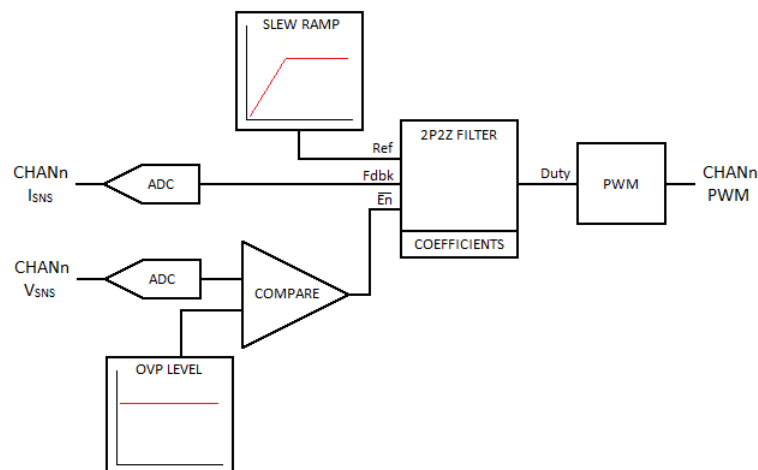 SLEW RAMP
2P2Z FILTER
Ref
CHANn
ISNS
ADC
Fdbk
E̅n̅
Duty
PWM
CHANn
PWM
COEFFICIENTS
CHANn
VSNS
ADC
COMPARE
OVP LEVEL